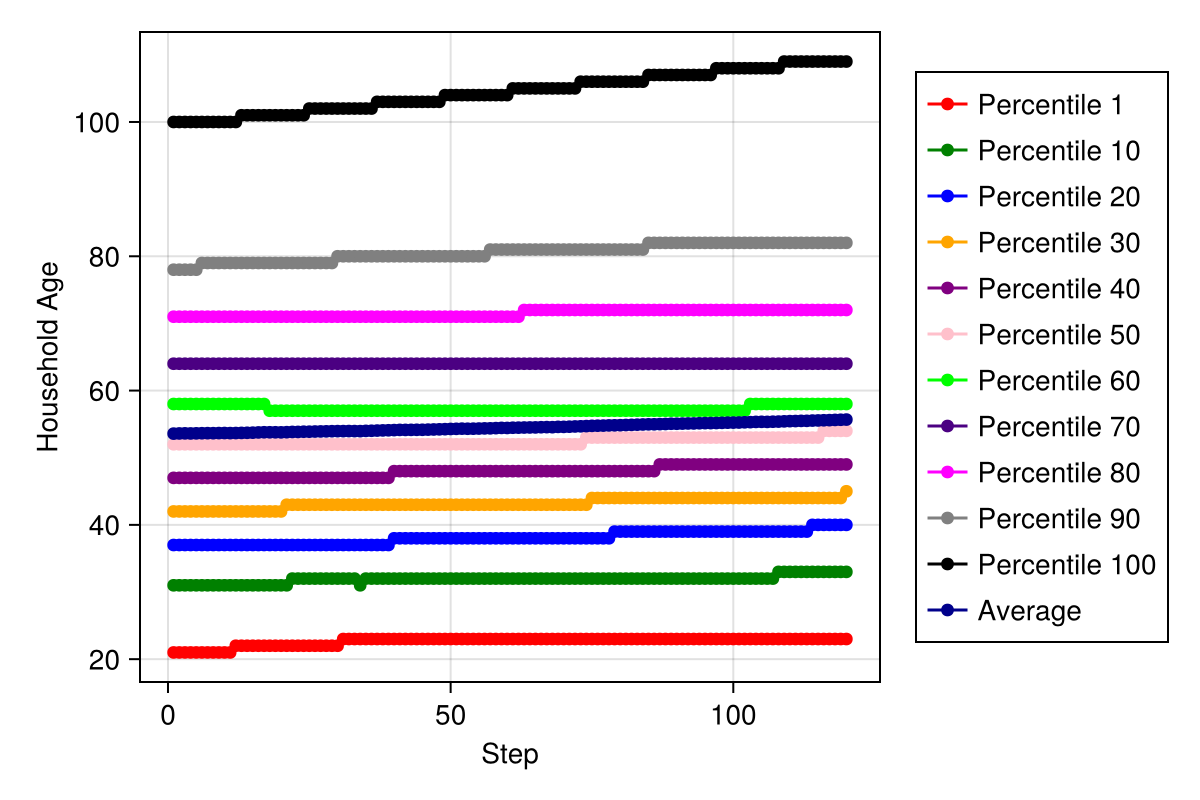 100
80
60
40
20
0
50
100
Household Age
Step
Percentile 1
Percentile 10
Percentile 20
Percentile 30
Percentile 40
Percentile 50
Percentile 60
Percentile 70
Percentile 80
Percentile 90
Percentile 100
Average